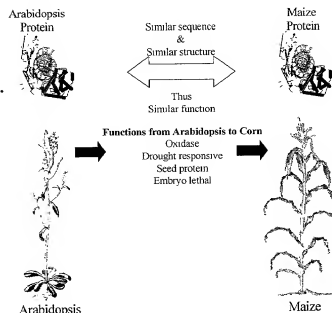 Arabidopsis
Protein
Similar sequence
&
Similar structure
Maize
Protein
Thus
Similar function
Functions from Arabidopsis to Corn
Oxidase
Drought responsive
Seed protein
Embryo lethal
Arabidopsis
Maize